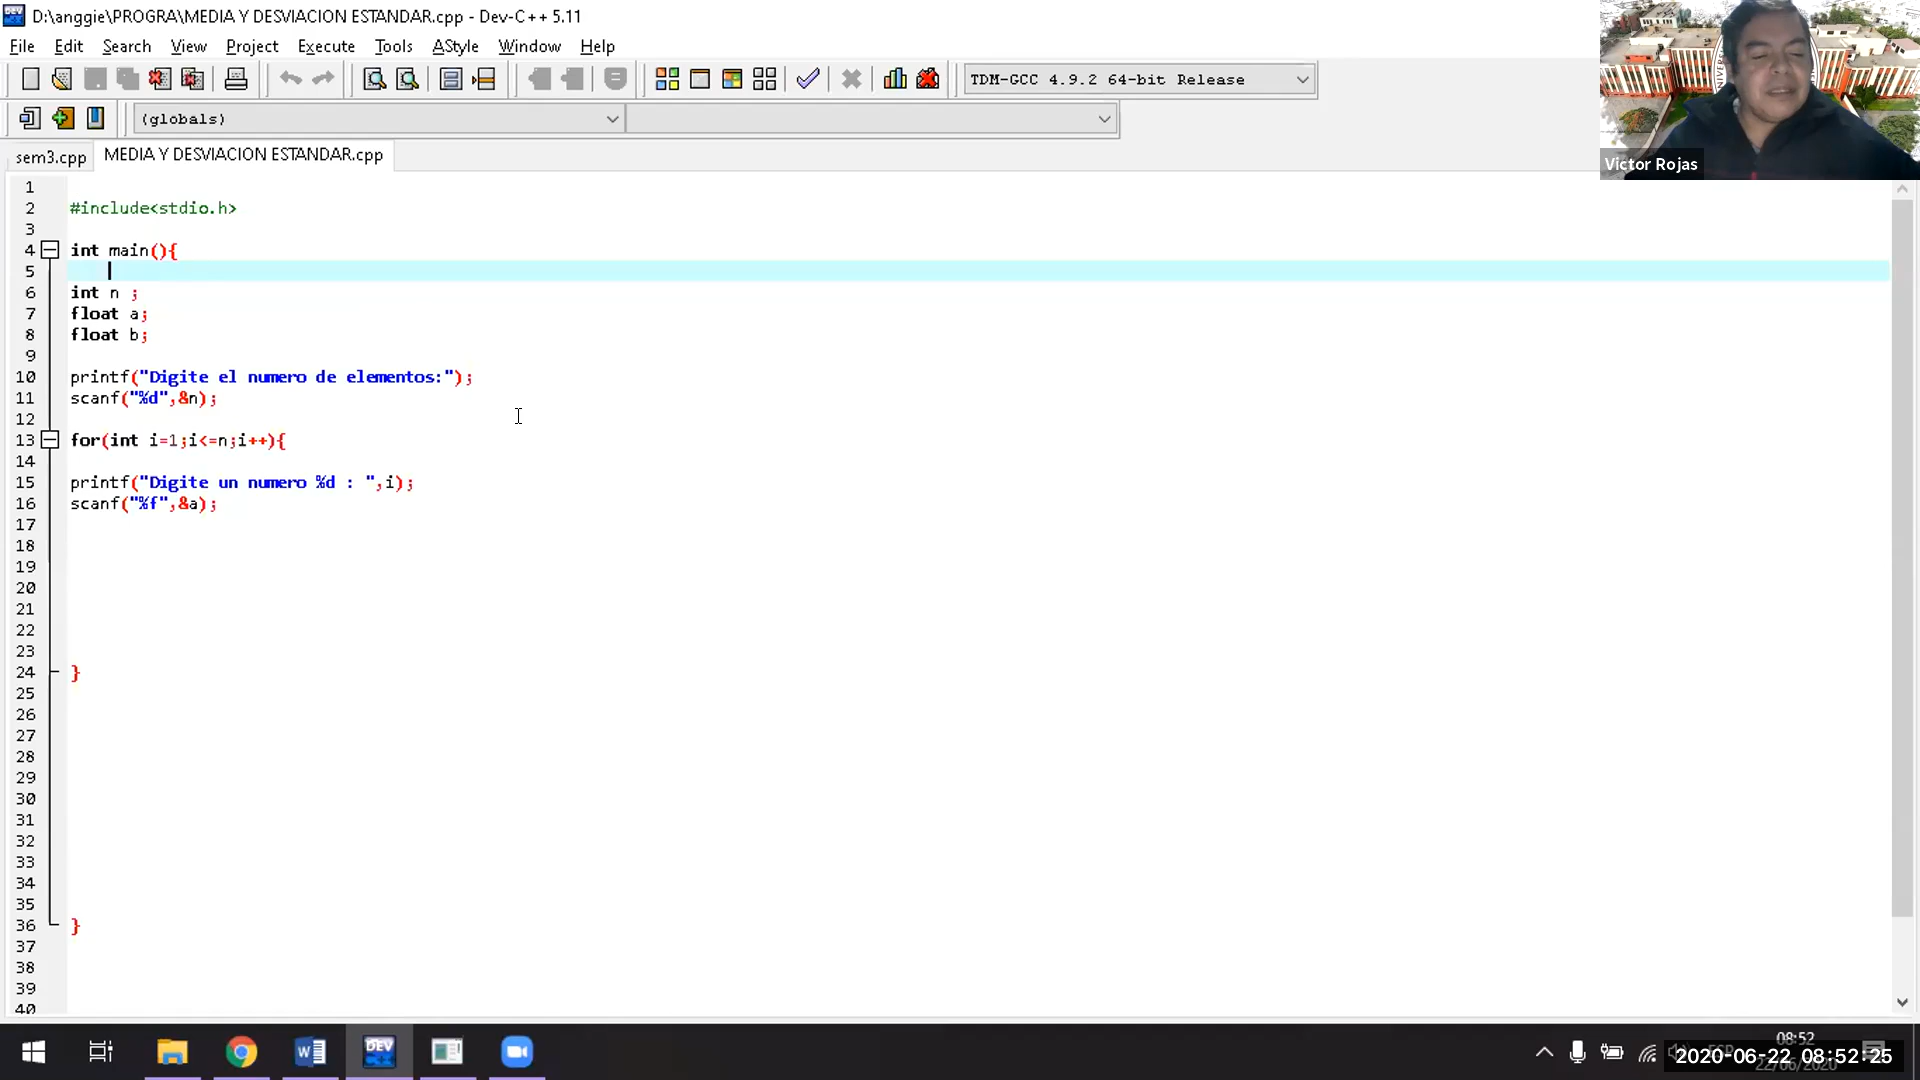 D:\anggie\PROGRA\MEDIA Y DESVIACION ESTANDAR.cpp - Dev-C++ 5.11
File Edit Search View Project Execute Tools AStyle Window Help
TDM-GCC 4.9.2 64-bit Release
(globals)
sem3.cpp MEDIA Y DESVIACION ESTANDAR.cpp
Victor Rojas
1
2 #include<stdio.h>
3
4 int main(){
5
6 int n ;
7 float a;
8 float b;
9
10 printf("Digite el numero de elementos:");
11 scanf("%d",&n);
12
13 for(int i=1;i<=n;i++){
14
15 printf("Digite un numero %d : ",i);
16 scanf("%f",&a);
17
18
19
20
21
22
23
24 }
25
26
27
28
29
30
31
32
33
34
35
36 }
37
38
39
40
08:52
2020-06-22 08:52:25